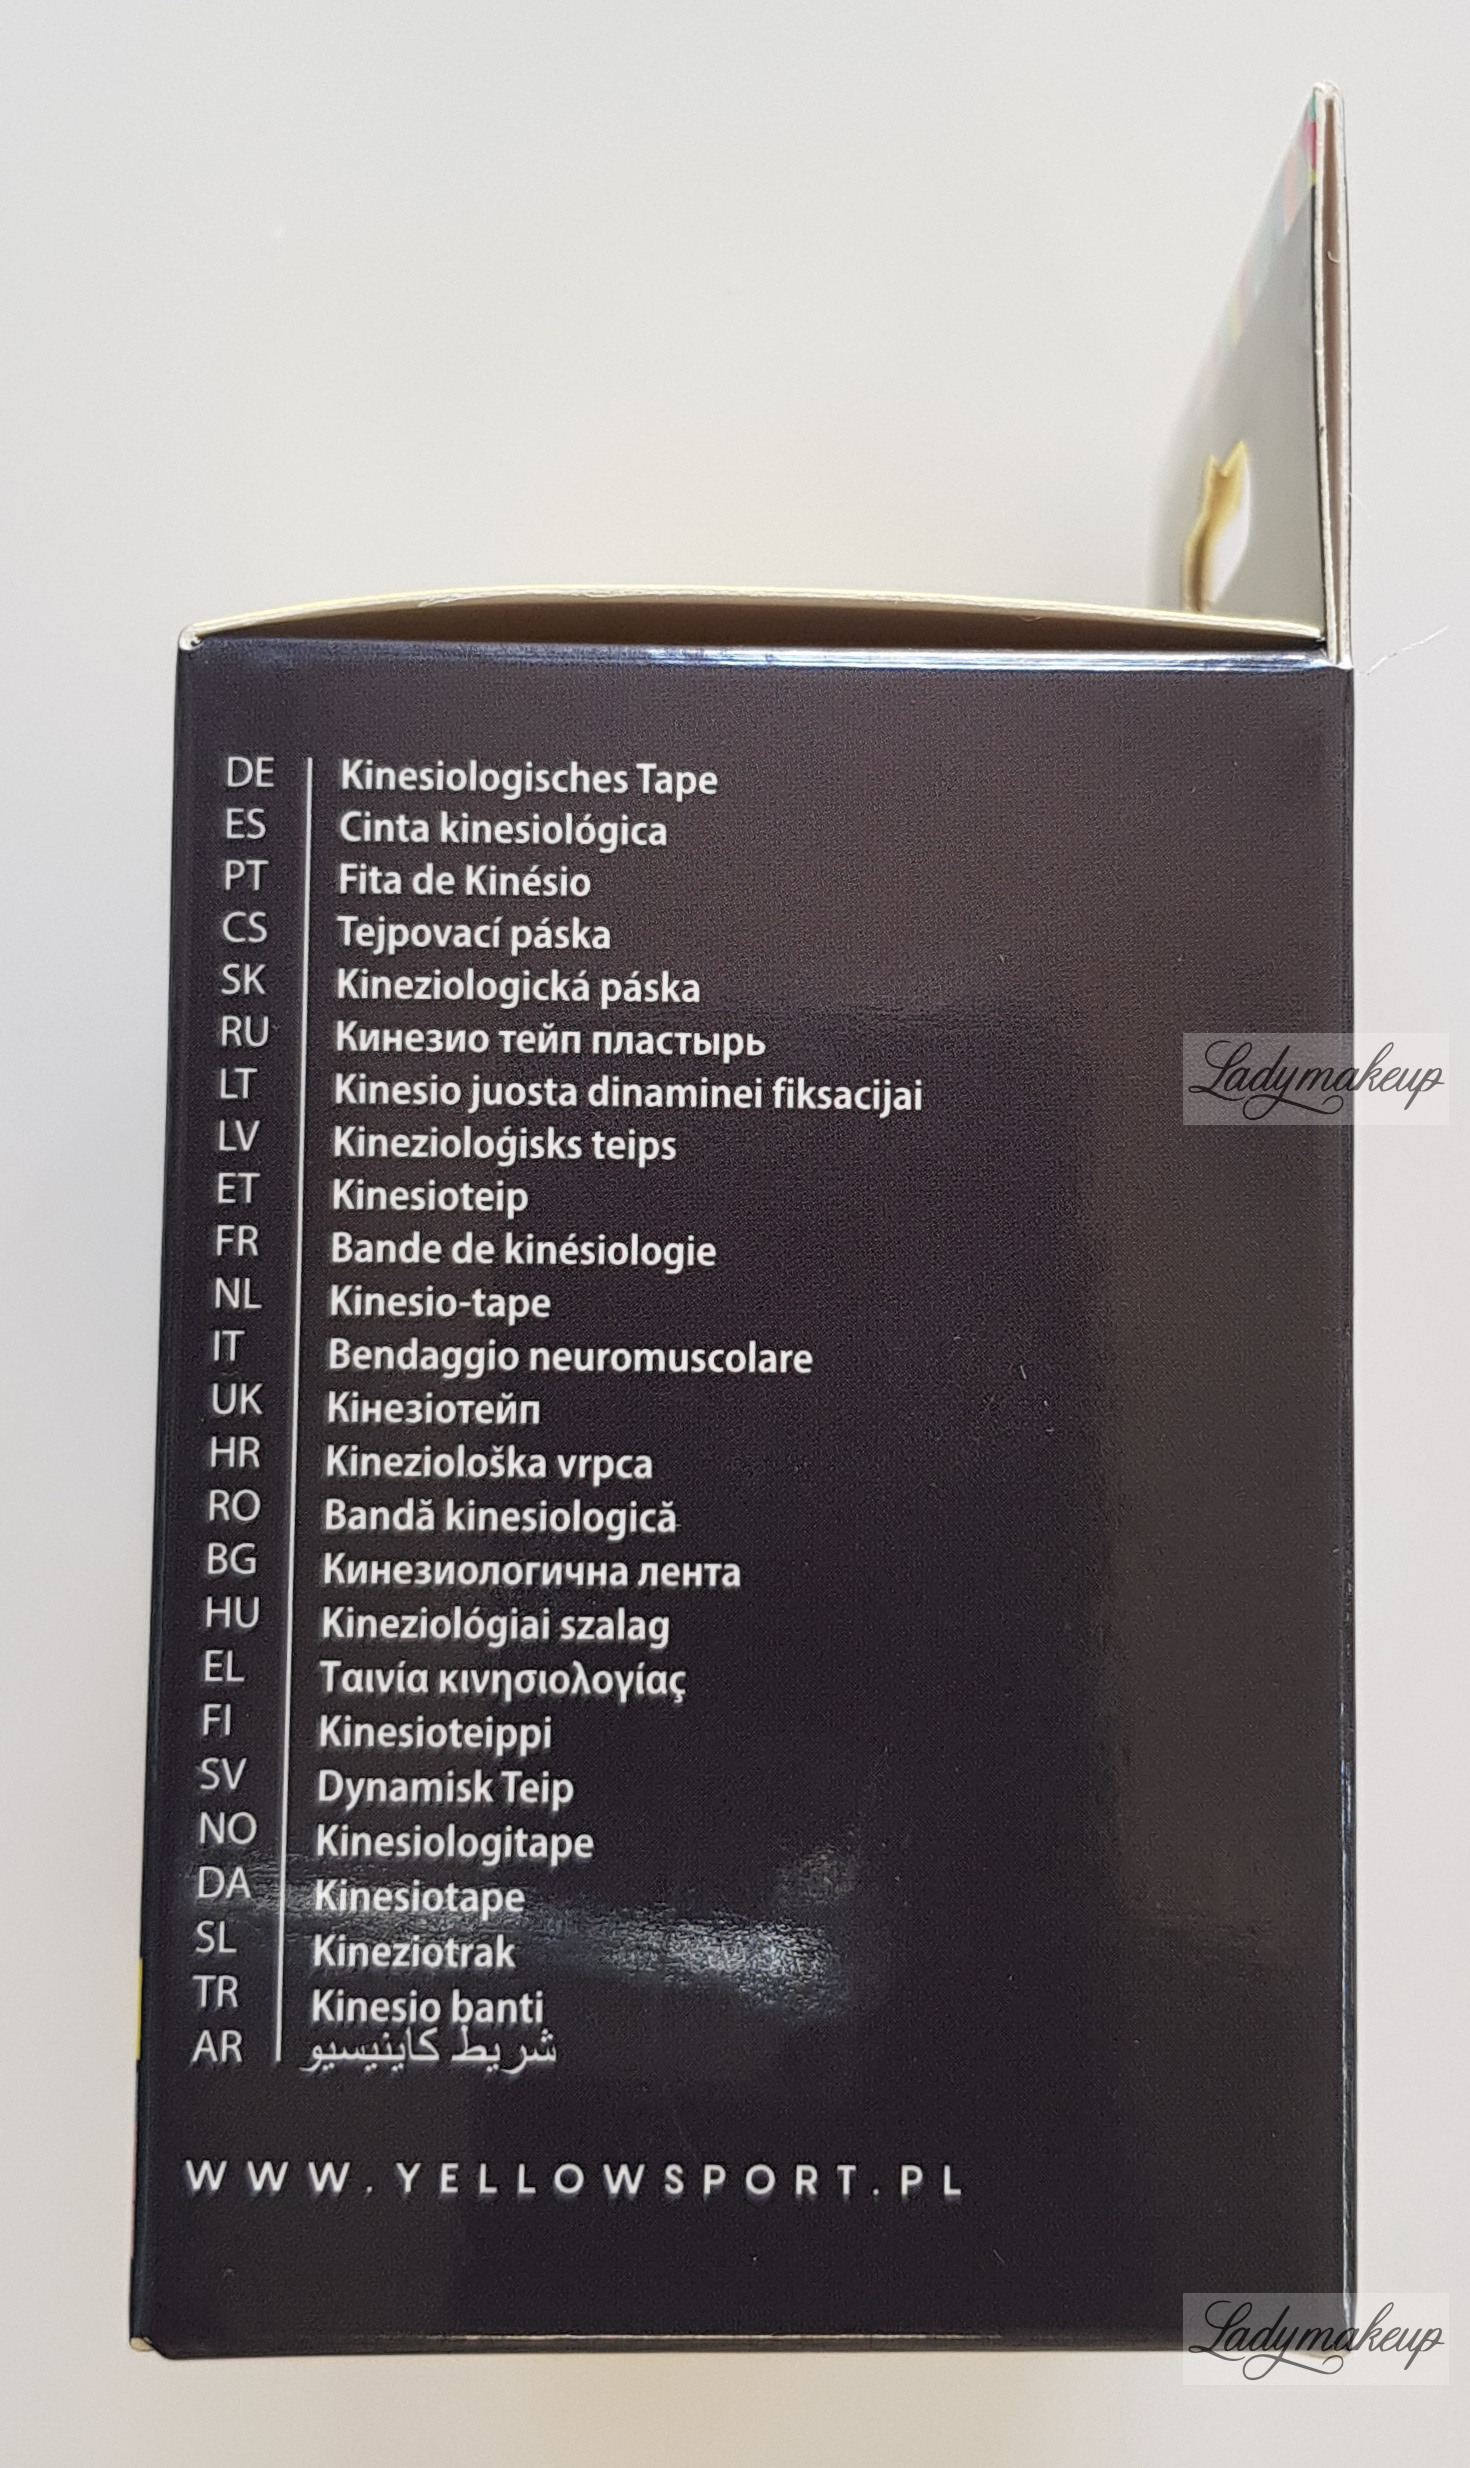 DE Kinesiologisches Tape
ES Cinta kinesiológica
PT Fita de Kinésio
CS Tejpovací páska
SK Kineziologická páska
RU Кинезио тейп пластырь
LT Kinesio juosta dinaminei fiksacijai
LV Kinezioloģisks teips
ET Kinesioteip
FR Bande de kinésiologie
NL Kinesio-tape
IT Bendaggio neuromuscolare
UK Кінезіотейп
HR Kineziološka vrpca
RO Bandă kinesiologică
BG Кинезиологична лента
HU Kineziológiai szalag
EL Ταινία κινησιολογίας
FI Kinesioteippi
SV Dynamisk Teip
NO Kinesiologitape
DA Kinesiotape
SL Kineziotrak
TR Kinesio banti
AR شريط كاينيسيو
WWW.YELLOWSPORT.PL
Ladymakeup
Ladymakeup